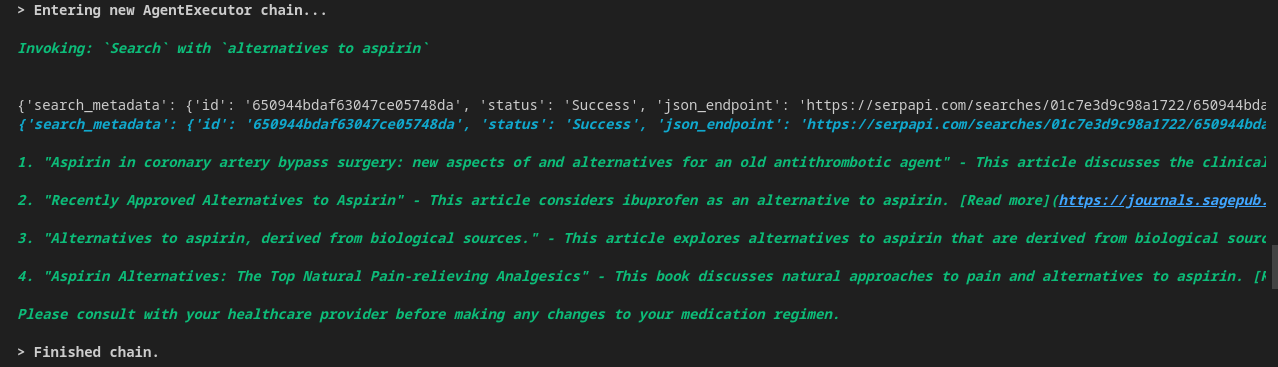 > Entering new AgentExecutor chain...
Invoking: `Search` with `alternatives to aspirin`
{'search_metadata': {'id': '650944bdaf63047ce05748da', 'status': 'Success', 'json_endpoint': 'https://serpapi.com/searches/01c7e3d9c98a1722/650944bda
{'search_metadata': {'id': '650944bdaf63047ce05748da', 'status': 'Success', 'json_endpoint': 'https://serpapi.com/searches/01c7e3d9c98a1722/650944bda
1. "Aspirin in coronary artery bypass surgery: new aspects of and alternatives for an old antithrombotic agent" - This article discusses the clinical
2. "Recently Approved Alternatives to Aspirin" - This article considers ibuprofen as an alternative to aspirin. [Read more](https://journals.sagepub.
3. "Alternatives to aspirin, derived from biological sources." - This article explores alternatives to aspirin that are derived from biological sourc
4. "Aspirin Alternatives: The Top Natural Pain-relieving Analgesics" - This book discusses natural approaches to pain and alternatives to aspirin. [R
Please consult with your healthcare provider before making any changes to your medication regimen.
> Finished chain.